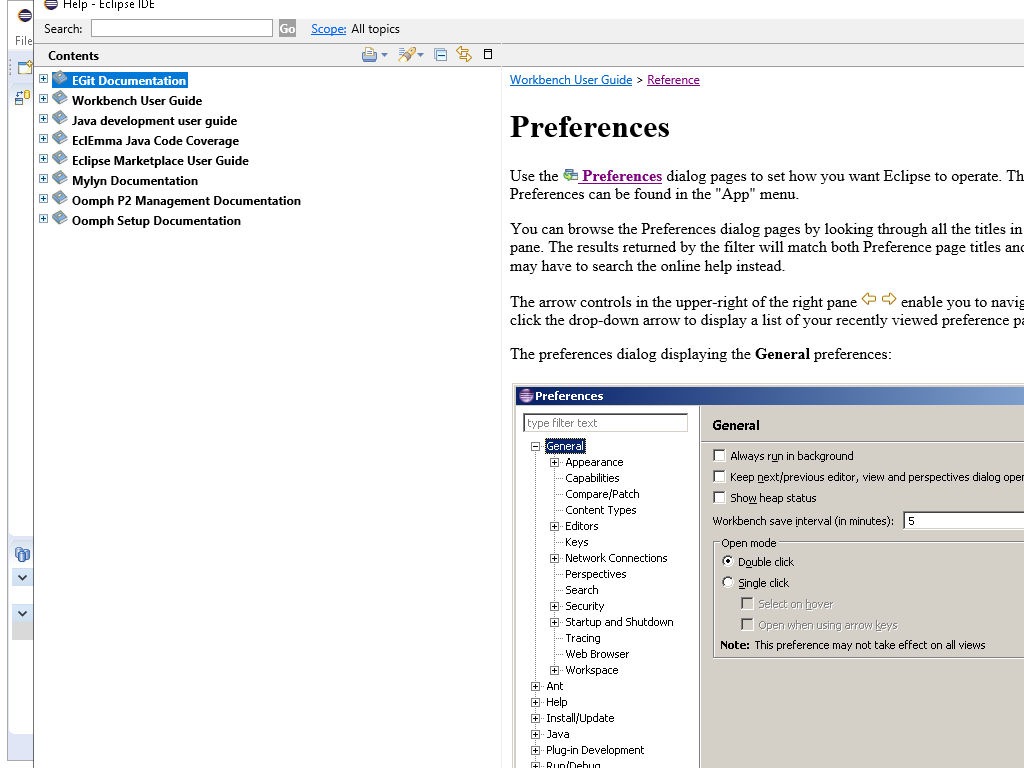 Help - Eclipse IDE
File
Search:
Go
Scope:
All topics
Contents
EGit Documentation
Workbench User Guide
Java development user guide
EclEmma Java Code Coverage
Eclipse Marketplace User Guide
Mylyn Documentation
Oomph P2 Management Documentation
Oomph Setup Documentation
Workbench User Guide > Reference
Preferences
Use the Preferences dialog pages to set how you want Eclipse to operate.
Preferences can be found in the "App" menu.
You can browse the Preferences dialog pages by looking through all the titles in
pane. The results returned by the filter will match both Preference page titles and
may have to search the online help instead.
The arrow controls in the upper-right of the right pane enable you to
click the drop-down arrow to display a list of your recently viewed preference
The preferences dialog displaying the General preferences:
Preferences
type filter text
General
Appearance
Capabilities
Compare/Patch
Content Types
Editors
Keys
Network Connections
Perspectives
Search
Security
Startup and Shutdown
Tracing
Web Browser
Workspace
Ant
Help
Install/Update
Java
Plug-in Development
Run/Debug
General
Always run in background
Keep next/previous editor, view and perspectives dialog
Show heap status
Workbench save interval (in minutes):
5
Open mode
Double click
Single click
Select on hover
Open when using arrow keys
Note: This preference may not take effect on all views